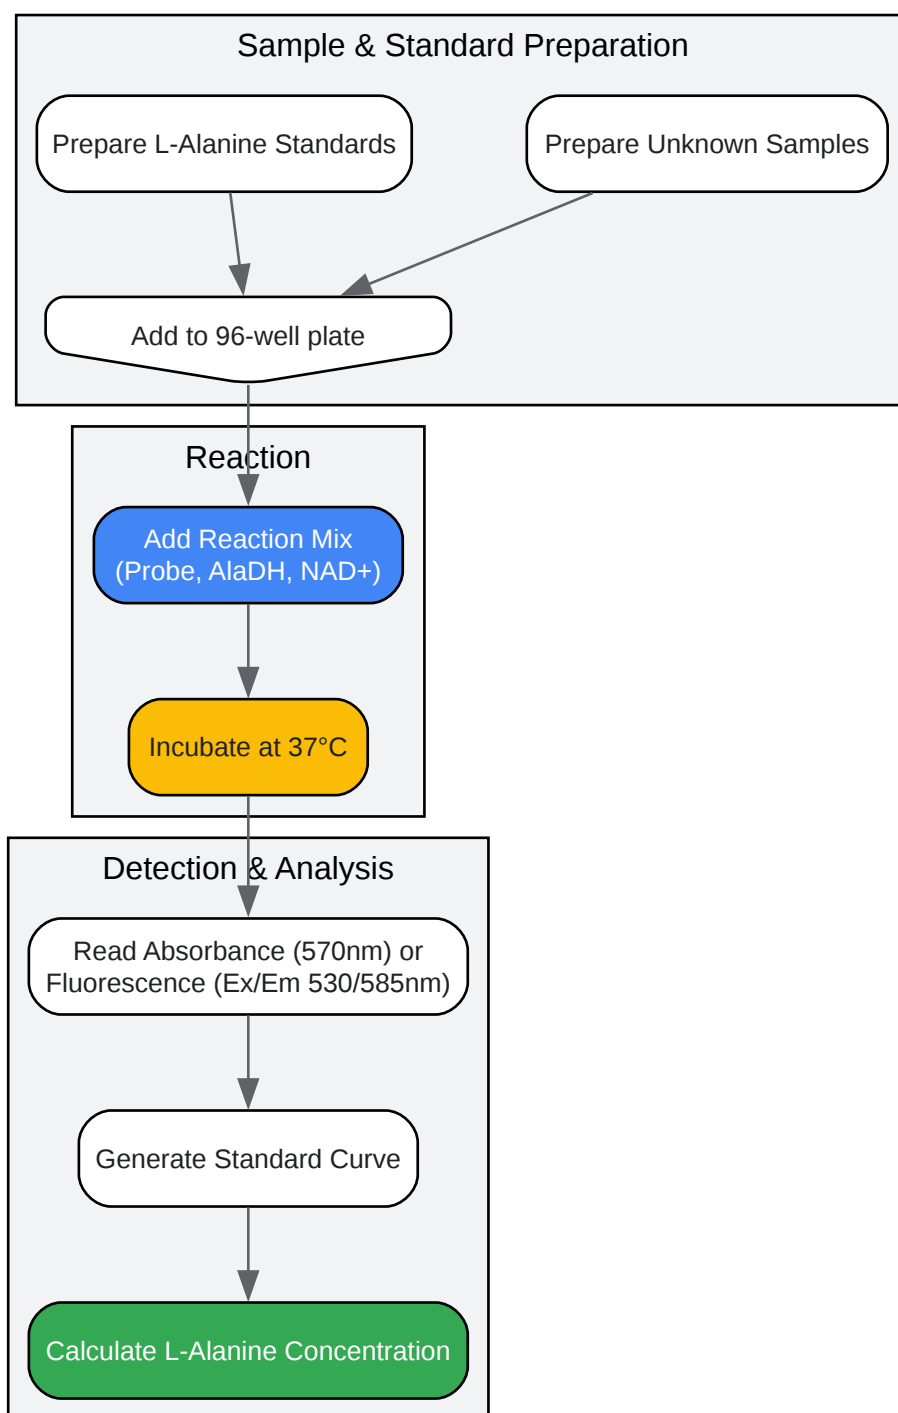 Sample & Standard Preparation
Prepare L-Alanine Standards
Prepare Unknown Samples
Add to 96-well plate
Reaction
Add Reaction Mix
(Probe, AlaDH, NAD+)
Incubate at 37°C
Detection & Analysis
Read Absorbance (570nm) or
Fluorescence (Ex/Em 530/585nm)
Generate Standard Curve
Calculate L-Alanine Concentration